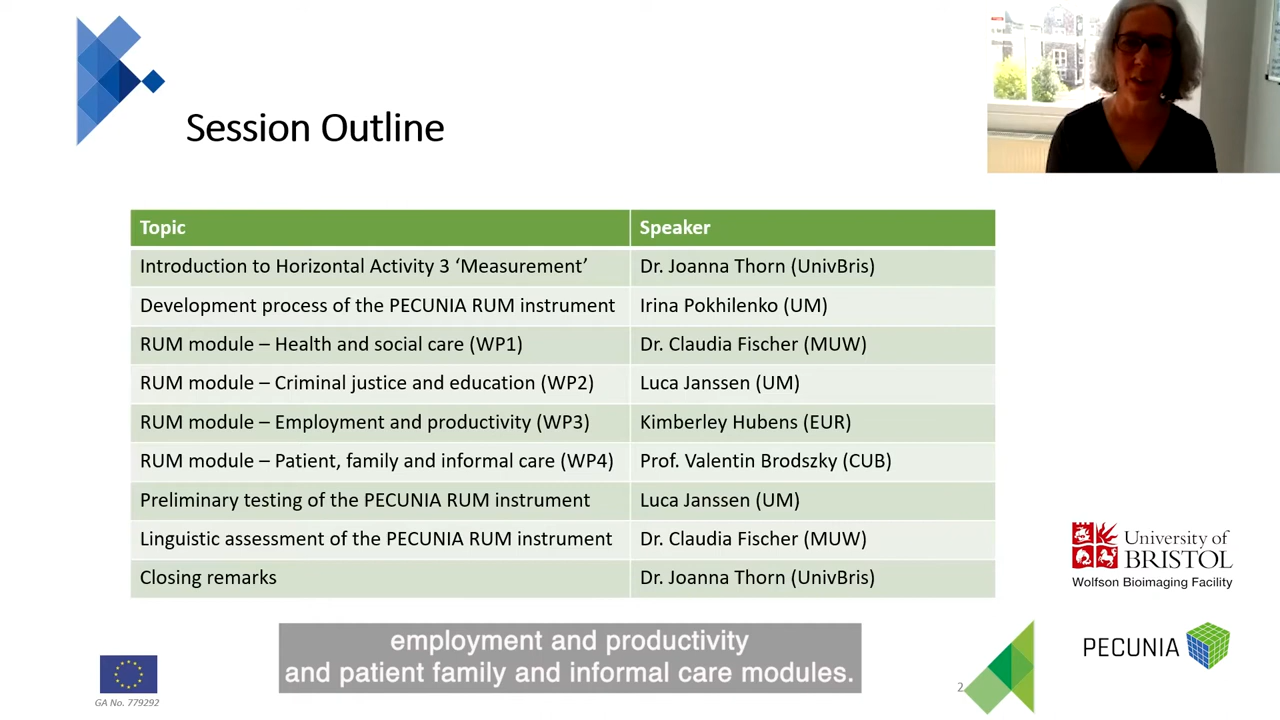 Session Outline
Topic Speaker
Introduction to Horizontal Activity 3 ‘Measurement’ Dr. Joanna Thorn (UnivBris)
Development process of the PECUNIA RUM instrument Irina Pokhilenko (UM)
RUM module – Health and social care (WP1) Dr. Claudia Fischer (MUW)
RUM module – Criminal justice and education (WP2) Luca Janssen (UM)
RUM module – Employment and productivity (WP3) Kimberley Hubens (EUR)
RUM module – Patient, family and informal care (WP4) Prof. Valentin Brodszky (CUB)
Preliminary testing of the PECUNIA RUM instrument Luca Janssen (UM)
Linguistic assessment of the PECUNIA RUM instrument Dr. Claudia Fischer (MUW)
Closing remarks Dr. Joanna Thorn (UnivBris)
University of
BRISTOL
Wolfson Bioimaging Facility
employment and productivity
and patient family and informal care modules.
PECUNIA
GA No. 779292
2